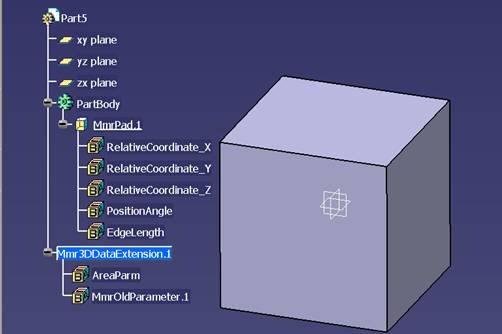 Part5
xy plane
yz plane
zx plane
PartBody
MmrPad.1
RelativeCoordinate_X
RelativeCoordinate_Y
RelativeCoordinate_Z
PositionAngle
EdgeLength
Mmr3DDataExtension.1
AreaParm
MmrOldParameter.1